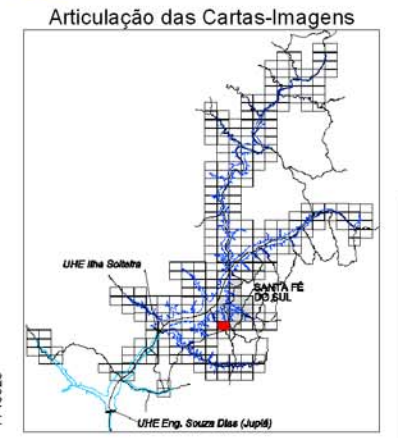 Articulação das Cartas-Imagens
UHE Ilha Solteira
SANTA FÉ
DO SUL
UHE Eng. Souza Dias (Jupiá)